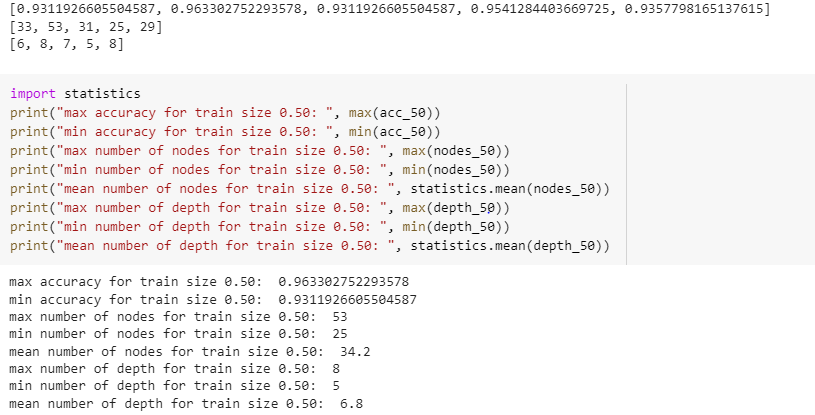 [0.9311926605504587, 0.963302752293578, 0.9311926605504587, 0.9541284403669725, 0.9357798165137615]
[33, 53, 31, 25, 29]
[6, 8, 7, 5, 8]
import statistics
print("max accuracy for train size 0.50: ", max(acc_50))
print("min accuracy for train size 0.50: ", min(acc_50))
print("max number of nodes for train size 0.50: ", max(nodes_50))
print("min number of nodes for train size 0.50: ", min(nodes_50))
print("mean number of nodes for train size 0.50: ", statistics.mean(nodes_50))
print("max number of depth for train size 0.50: ", max(depth_50))
print("min number of depth for train size 0.50: ", min(depth_50))
print("mean number of depth for train size 0.50: ", statistics.mean(depth_50))
max accuracy for train size 0.50:  0.963302752293578
min accuracy for train size 0.50:  0.9311926605504587
max number of nodes for train size 0.50:  53
min number of nodes for train size 0.50:  25
mean number of nodes for train size 0.50:  34.2
max number of depth for train size 0.50:  8
min number of depth for train size 0.50:  5
mean number of depth for train size 0.50:  6.8